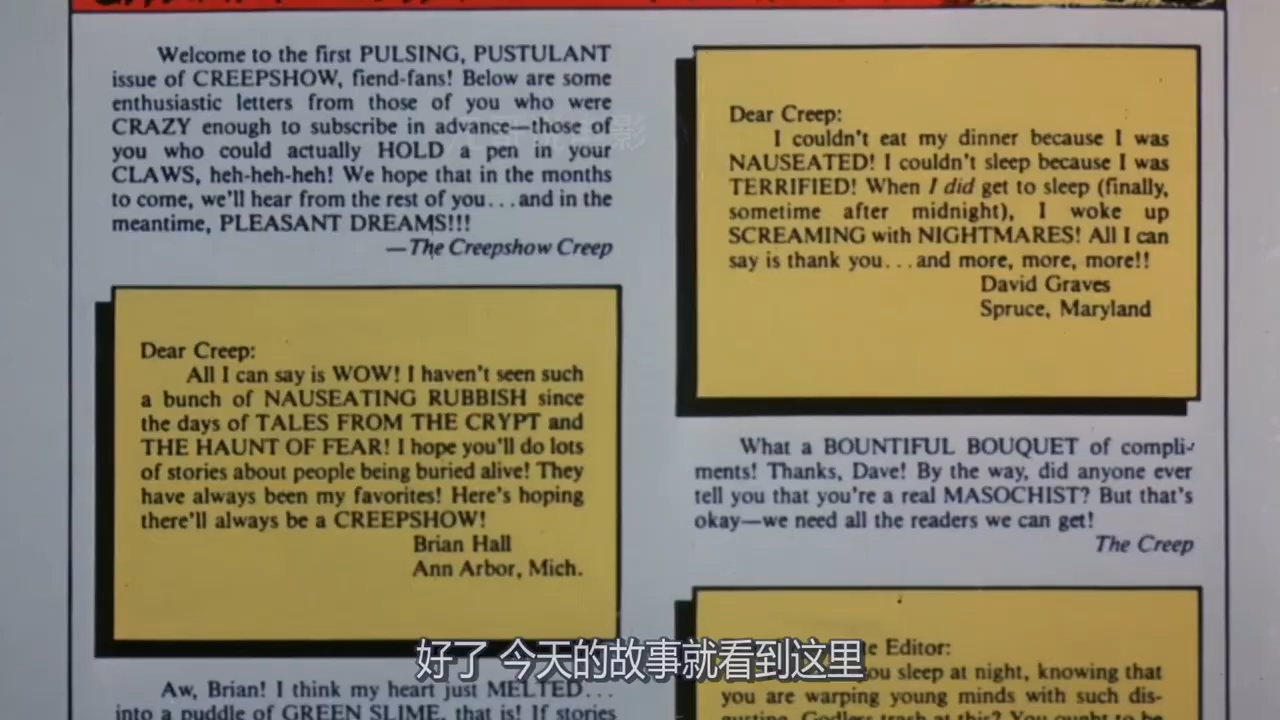 Welcome to the first PULSING, PUSTULANT
issue of CREEPSHOW, fiend-fans! Below are some
enthusiastic letters from those of you who were
CRAZY enough to subscribe in advance—those of
you who could actually HOLD a pen in your
CLAWS, heh-heh-heh! We hope that in the months
to come, we'll hear from the rest of you...and in the
meantime, PLEASANT DREAMS!!!
—The Creepshow Creep
Dear Creep:
All I can say is WOW! I haven't seen such
a bunch of NAUSEATING RUBBISH since
the days of TALES FROM THE CRYPT and
THE HAUNT OF FEAR! I hope you'll do lots
of stories about people being buried alive! They
have always been my favorites! Here's hoping
there'll always be a CREEPSHOW!
Brian Hall
Ann Arbor, Mich.
Aw, Brian! I think my heart just MELTED...
into a puddle of GREEN SLIME, that is! If stories
Dear Creep:
I couldn't eat my dinner because I was
NAUSEATED! I couldn't sleep because I was
TERRIFIED! When I did get to sleep (finally,
sometime after midnight), I woke up
SCREAMING with NIGHTMARES! All I can
say is thank you...and more, more, more!!
David Graves
Spruce, Maryland
What a BOUNTIFUL BOUQUET of compli-
ments! Thanks, Dave! By the way, did anyone ever
tell you that you're a real MASOCHIST? But that's
okay—we need all the readers we can get!
The Creep
Editor:
you sleep at night, knowing that
you are warping young minds with such dis-
gusting, Godless trash at this? You ought to be
好了 今天的故事就看到这里